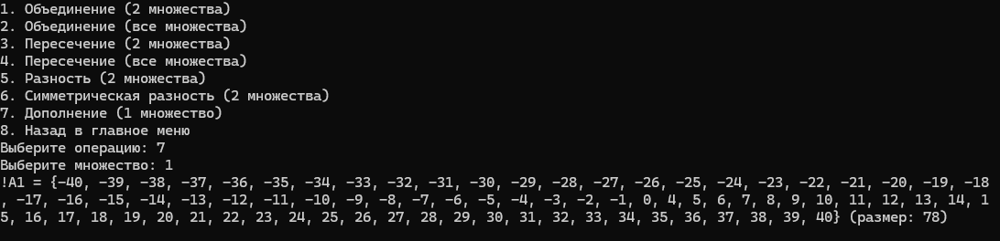 1. Объединение (2 множества)
2. Объединение (все множества)
3. Пересечение (2 множества)
4. Пересечение (все множества)
5. Разность (2 множества)
6. Симметрическая разность (2 множества)
7. Дополнение (1 множество)
8. Назад в главное меню
Выберите операцию: 7
Выберите множество: 1
!A1 = {-40, -39, -38, -37, -36, -35, -34, -33, -32, -31, -30, -29, -28, -27, -26, -25, -24, -23, -22, -21, -20, -19, -18
, -17, -16, -15, -14, -13, -12, -11, -10, -9, -8, -7, -6, -5, -4, -3, -2, -1, 0, 4, 5, 6, 7, 8, 9, 10, 11, 12, 13, 14, 1
5, 16, 17, 18, 19, 20, 21, 22, 23, 24, 25, 26, 27, 28, 29, 30, 31, 32, 33, 34, 35, 36, 37, 38, 39, 40} (размер: 78)